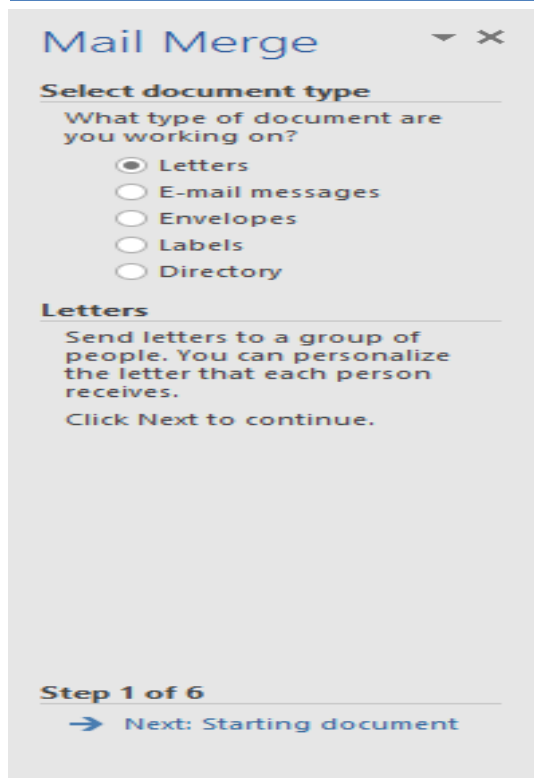 Mail Merge
Select document type
What type of document are
you working on?
Letters
E-mail messages
Envelopes
Labels
Directory
Letters
Send letters to a group of
people. You can personalize
the letter that each person
receives.
Click Next to continue.
Step 1 of 6
Next: Starting document